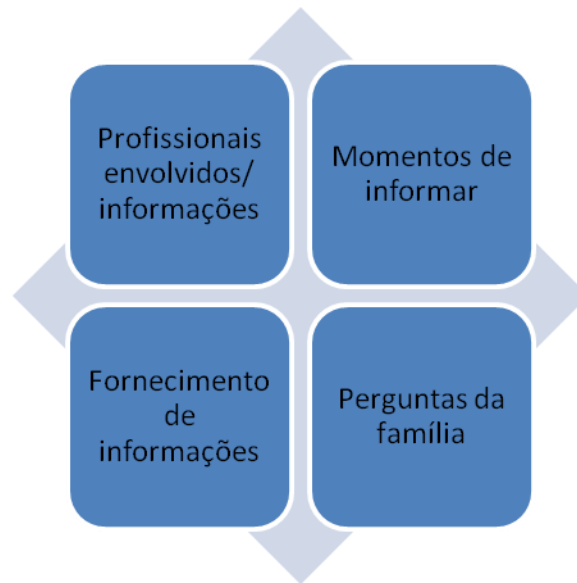 Profissionais
envolvidos/
informações
Momentos de
informar
Fornecimento
de
informações
Perguntas da
família